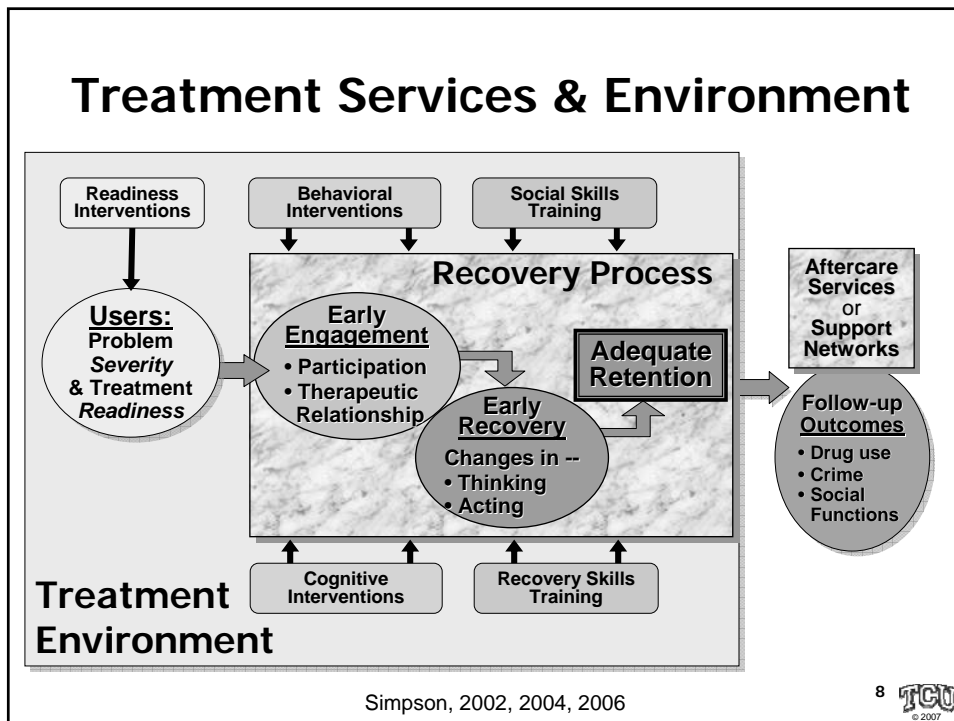 Treatment Services & Environment
Readiness
Interventions
Behavioral
Interventions
Social Skills
Training
Recovery Process
Users:
Problem
Severity
& Treatment
Readiness
Early
Engagement
• Participation
• Therapeutic
Relationship
Early
Recovery
Changes in --
• Thinking
• Acting
Adequate
Retention
Aftercare
Services
or
Support
Networks
Follow-up
Outcomes
• Drug use
• Crime
• Social
Functions
Cognitive
Interventions
Recovery Skills
Training
Treatment
Environment
Simpson, 2002, 2004, 2006
8
TCU
© 2007